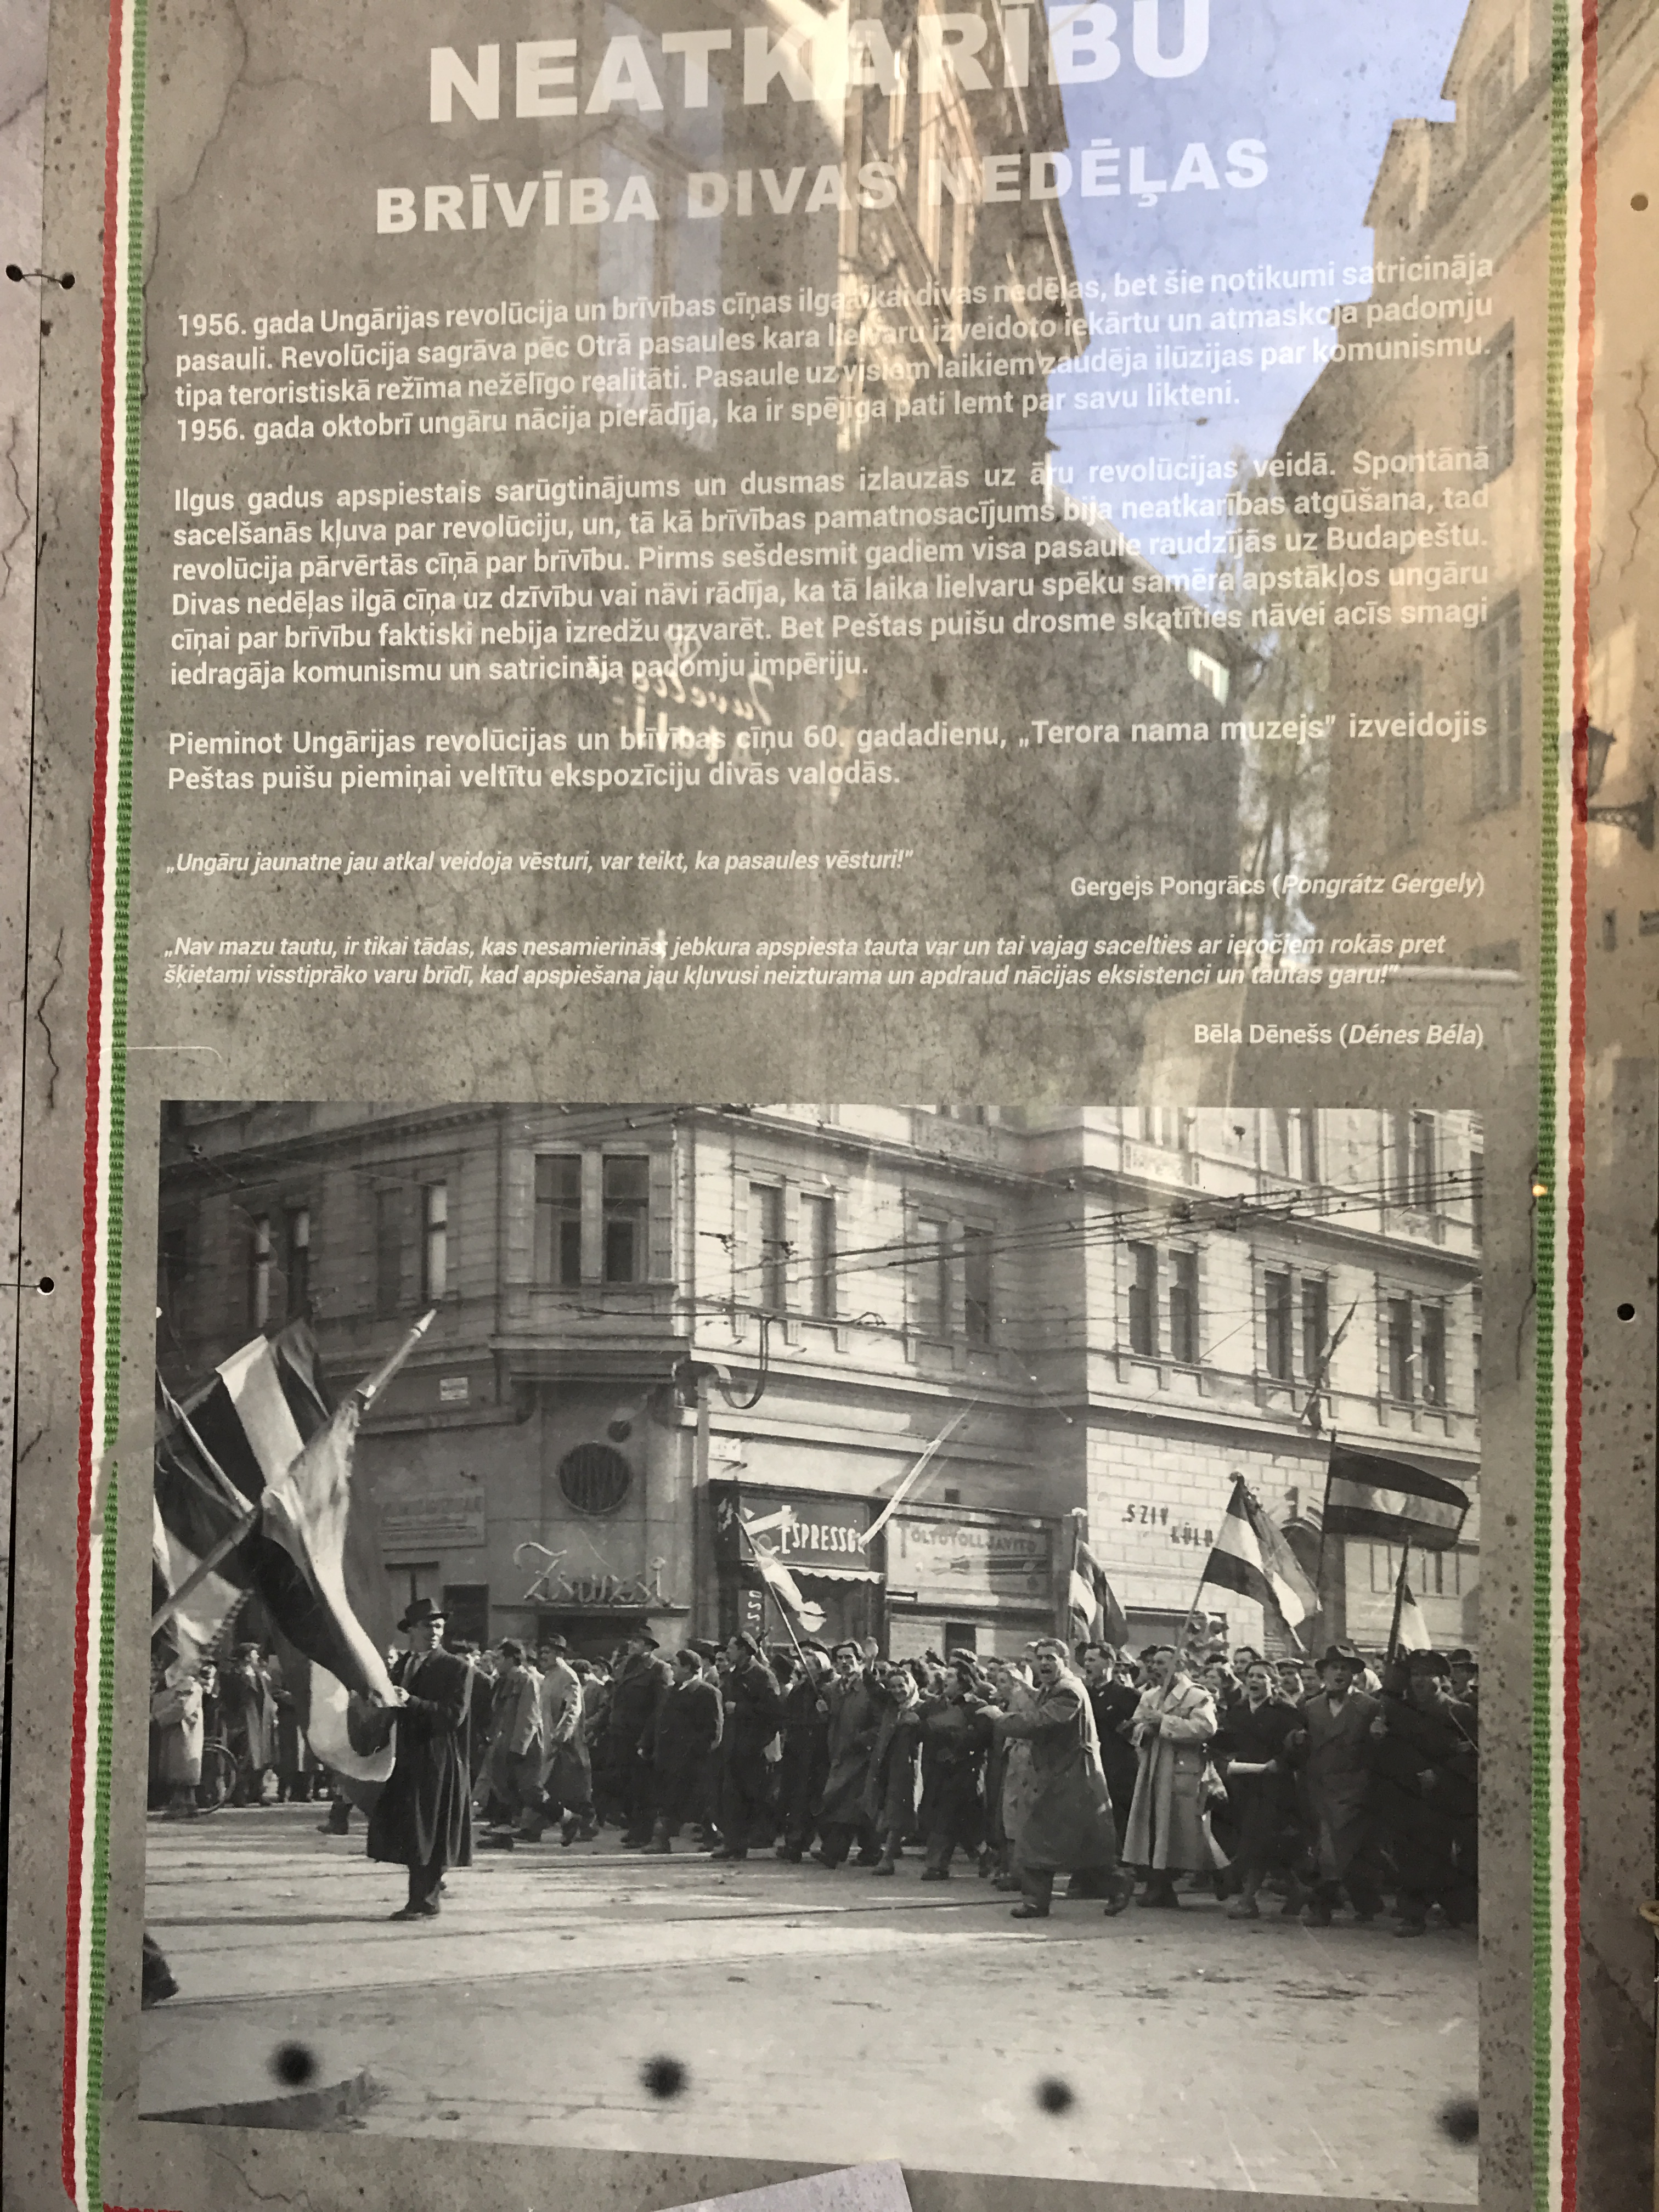 NEATKARĪBU
BRĪVĪBA DIVAS NEDĒĻAS
1956. gada Ungārijas revolūcija un brīvības cīņas ilga tikai divas nedēļas, bet šie notikumi satricināja
pasauli. Revolūcija sagrāva pēc Otrā pasaules kara lielvaru izveidoto iekārtu un atmaskoja padomju
tipa teroristiskā režīma nežēlīgo realitāti. Pasaule uz visiem laikiem zaudēja ilūzijas par komunismu.
1956. gada oktobrī ungāru nācija pierādīja, ka ir spējīga pati lemt par savu likteni.
Ilgus gadus apspiestais sarūgtinājums un dusmas izlauzās uz āru revolūcijas veidā. Spontānā
sacelšanās kļuva par revolūciju, un, tā kā brīvības pamatnosacījums bija neatkarības atgūšana, tad
revolūcija pārvērtās cīņā par brīvību. Pirms sešdesmit gadiem visa pasaule raudzījās uz Budapeštu.
Divas nedēļas ilgā cīņa uz dzīvību vai nāvi rādīja, ka tā laika lielvaru spēku samēra apstākļos ungāru
cīņai par brīvību faktiski nebija izredžu uzvarēt. Bet Peštas puišu drosme skatīties nāvei acīs smagi
iedragāja komunismu un satricināja padomju impēriju.
Pieminot Ungārijas revolūcijas un brīvības cīņu 60. gadadienu, „Terora nama muzejs” izveidojis
Peštas puišu piemiņai veltītu ekspozīciju divās valodās.
„Ungāru jaunatne jau atkal veidoja vēsturi, var teikt, ka pasaules vēsturi!”
Gergejs Pongrācs (Pongrátz Gergely)
„Nav mazu tautu, ir tikai tādas, kas nesamierinās; jebkura apspiesta tauta var un tai vajag sacelties ar ieročiem rokās pret
šķietami visstiprāko varu brīdī, kad apspiešana jau kļuvusi neizturama un apdraud nācijas eksistenci un tautas garu!”
Bēla Dēnešs (Dénes Béla)
Zsuzsi
ESPRESSO
TÖLTŐTOLLJAVÍTÓ
SZIV